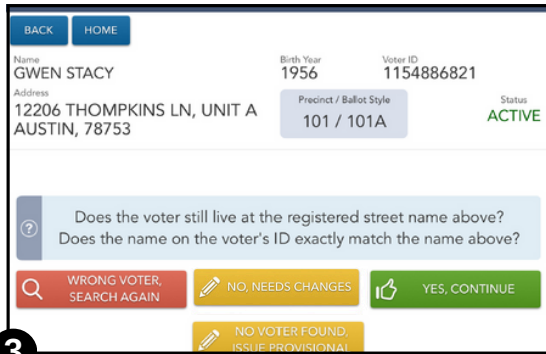 BACK HOME
Name Birth Year Voter ID
GWEN STACY 1956 1154886821
Address Precinct / Ballot Style Status
12206 THOMPKINS LN, UNIT A 101 / 101A ACTIVE
AUSTIN, 78753
? Does the voter still live at the registered street name above?
Does the name on the voter's ID exactly match the name above?
WRONG VOTER, SEARCH AGAIN
NO, NEEDS CHANGES
YES, CONTINUE
NO VOTER FOUND,
ISSUE PROVISIONAL
3